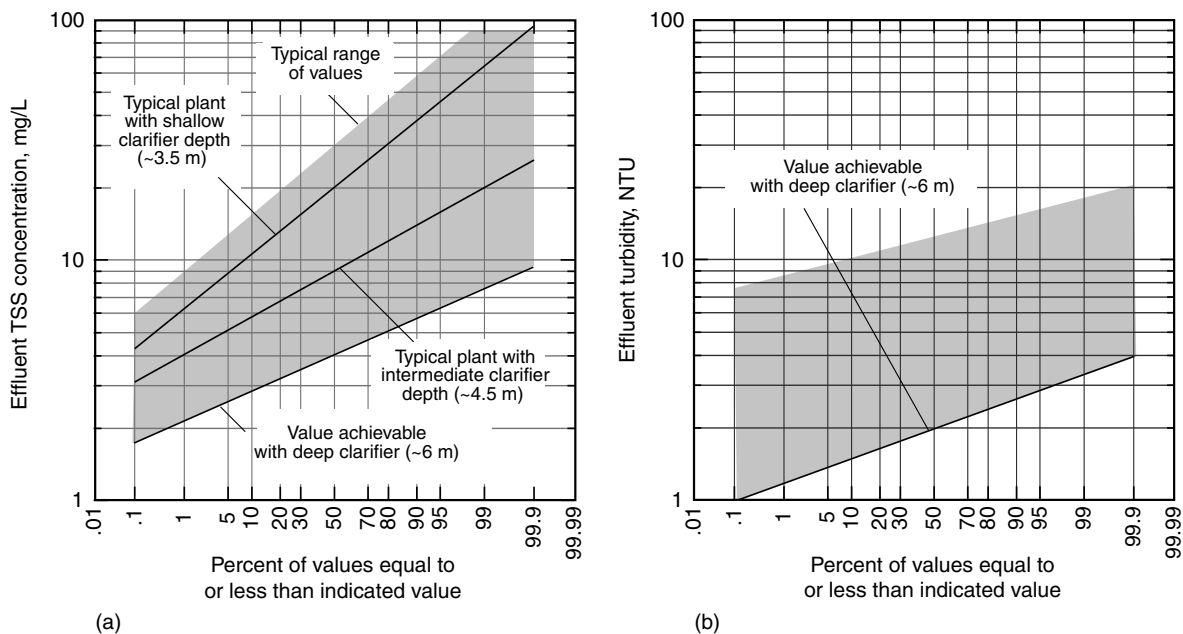 100
10
1
Effluent TSS concentration, mg/L
Typical range
of values
Typical plant
with shallow
clarifier depth
(~3.5 m)
Typical plant with
intermediate clarifier
depth (~4.5 m)
Value achievable
with deep clarifier (~6 m)
.01
.1
1
5
10
20
30
50
70
80
90
95
99
99.9
99.99
Percent of values equal to
or less than indicated value
(a)
100
10
1
Effluent turbidity, NTU
Value achievable
with deep clarifier (~6 m)
.01
.1
1
5
10
20
30
50
70
80
90
95
99
99.9
99.99
Percent of values equal to
or less than indicated value
(b)